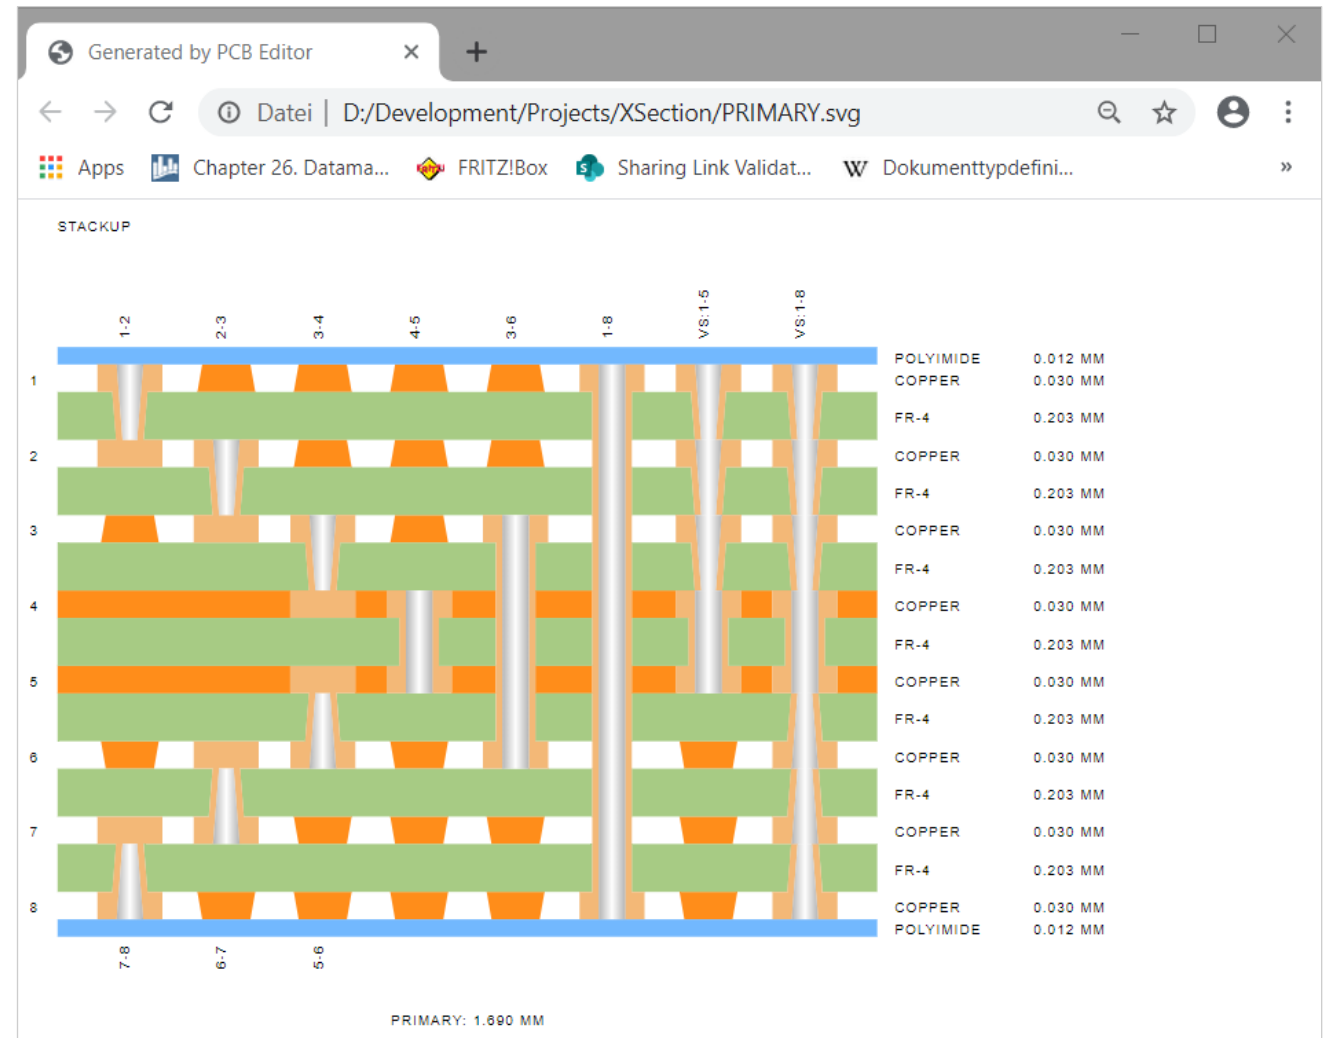 Generated by PCB Editor
Datei | D:/Development/Projects/XSection/PRIMARY.svg
Apps Chapter 26. Datama... FRITZ!Box Sharing Link Validat... W Dokumenttypdefini... »
STACKUP
1-2 2-3 3-4 4-5 3-6 1-8 VS:1-5 VS:1-8
POLYIMIDE 0.012 MM
1 COPPER 0.030 MM
FR-4 0.203 MM
2 COPPER 0.030 MM
FR-4 0.203 MM
3 COPPER 0.030 MM
FR-4 0.203 MM
4 COPPER 0.030 MM
FR-4 0.203 MM
5 COPPER 0.030 MM
FR-4 0.203 MM
6 COPPER 0.030 MM
FR-4 0.203 MM
7 COPPER 0.030 MM
FR-4 0.203 MM
8 COPPER 0.030 MM
POLYIMIDE 0.012 MM
7-8 6-7 5-6
PRIMARY: 1.690 MM